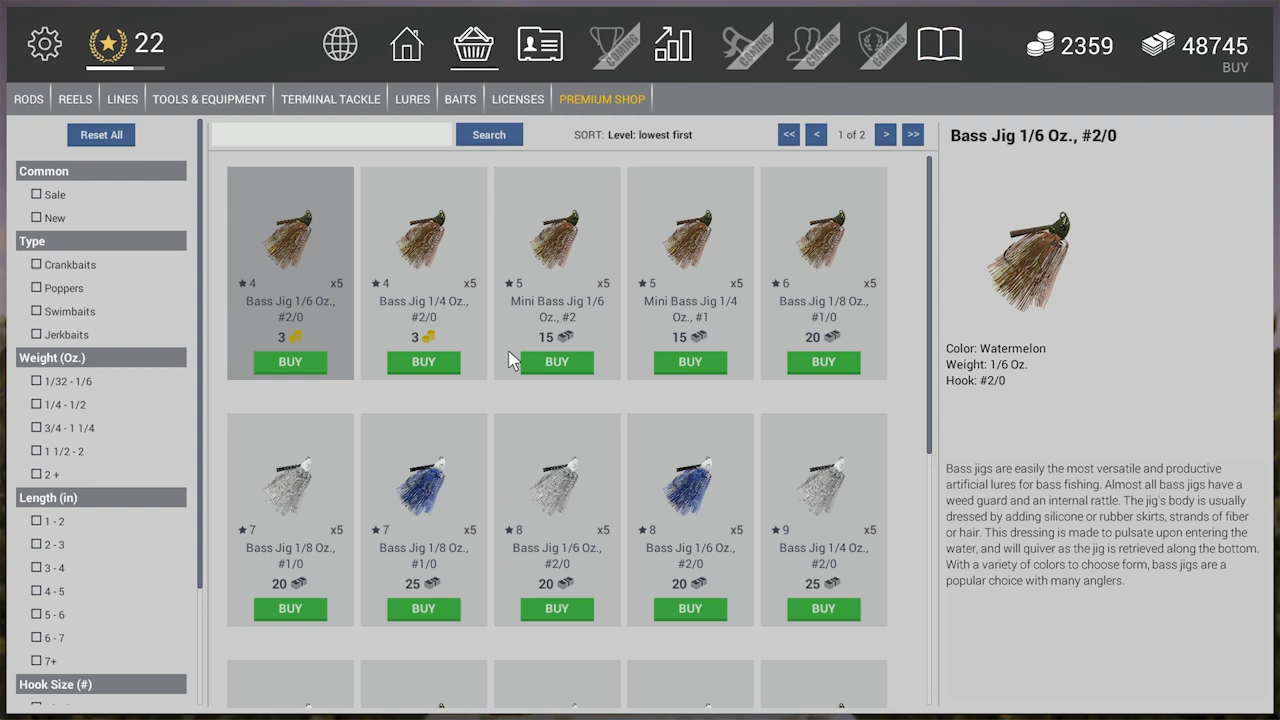 22
COMING
COMING
COMING
COMING
2359
48745
BUY
RODS
REELS
LINES
TOOLS & EQUIPMENT
TERMINAL TACKLE
LURES
BAITS
LICENSES
PREMIUM SHOP
Reset All
Common
Sale
New
Type
Crankbaits
Poppers
Swimbaits
Jerkbaits
Weight (Oz.)
1/32 - 1/6
1/4 - 1/2
3/4 - 1 1/4
1 1/2 - 2
2 +
Length (in)
1 - 2
2 - 3
3 - 4
4 - 5
5 - 6
6 - 7
7+
Hook Size (#)
Search
SORT: Level: lowest first
<<
<
1 of 2
>
>>
4 x5
Bass Jig 1/6 Oz.,
#2/0
3
BUY
4 x5
Bass Jig 1/4 Oz.,
#2/0
3
BUY
5 x5
Mini Bass Jig 1/6
Oz., #2
15
BUY
5 x5
Mini Bass Jig 1/4
Oz., #1
15
BUY
6 x5
Bass Jig 1/8 Oz.,
#1/0
20
BUY
7 x5
Bass Jig 1/8 Oz.,
#1/0
20
BUY
7 x5
Bass Jig 1/8 Oz.,
#1/0
25
BUY
8 x5
Bass Jig 1/6 Oz.,
#2/0
20
BUY
8 x5
Bass Jig 1/6 Oz.,
#2/0
20
BUY
9 x5
Bass Jig 1/4 Oz.,
#2/0
25
BUY
Bass Jig 1/6 Oz., #2/0
Color: Watermelon
Weight: 1/6 Oz.
Hook: #2/0
Bass jigs are easily the most versatile and productive
artificial lures for bass fishing. Almost all bass jigs have a
weed guard and an internal rattle. The jig's body is usually
dressed by adding silicone or rubber skirts, strands of fiber
or hair. This dressing is made to pulsate upon entering the
water, and will quiver as the jig is retrieved along the bottom.
With a variety of colors to choose form, bass jigs are a
popular choice with many anglers.